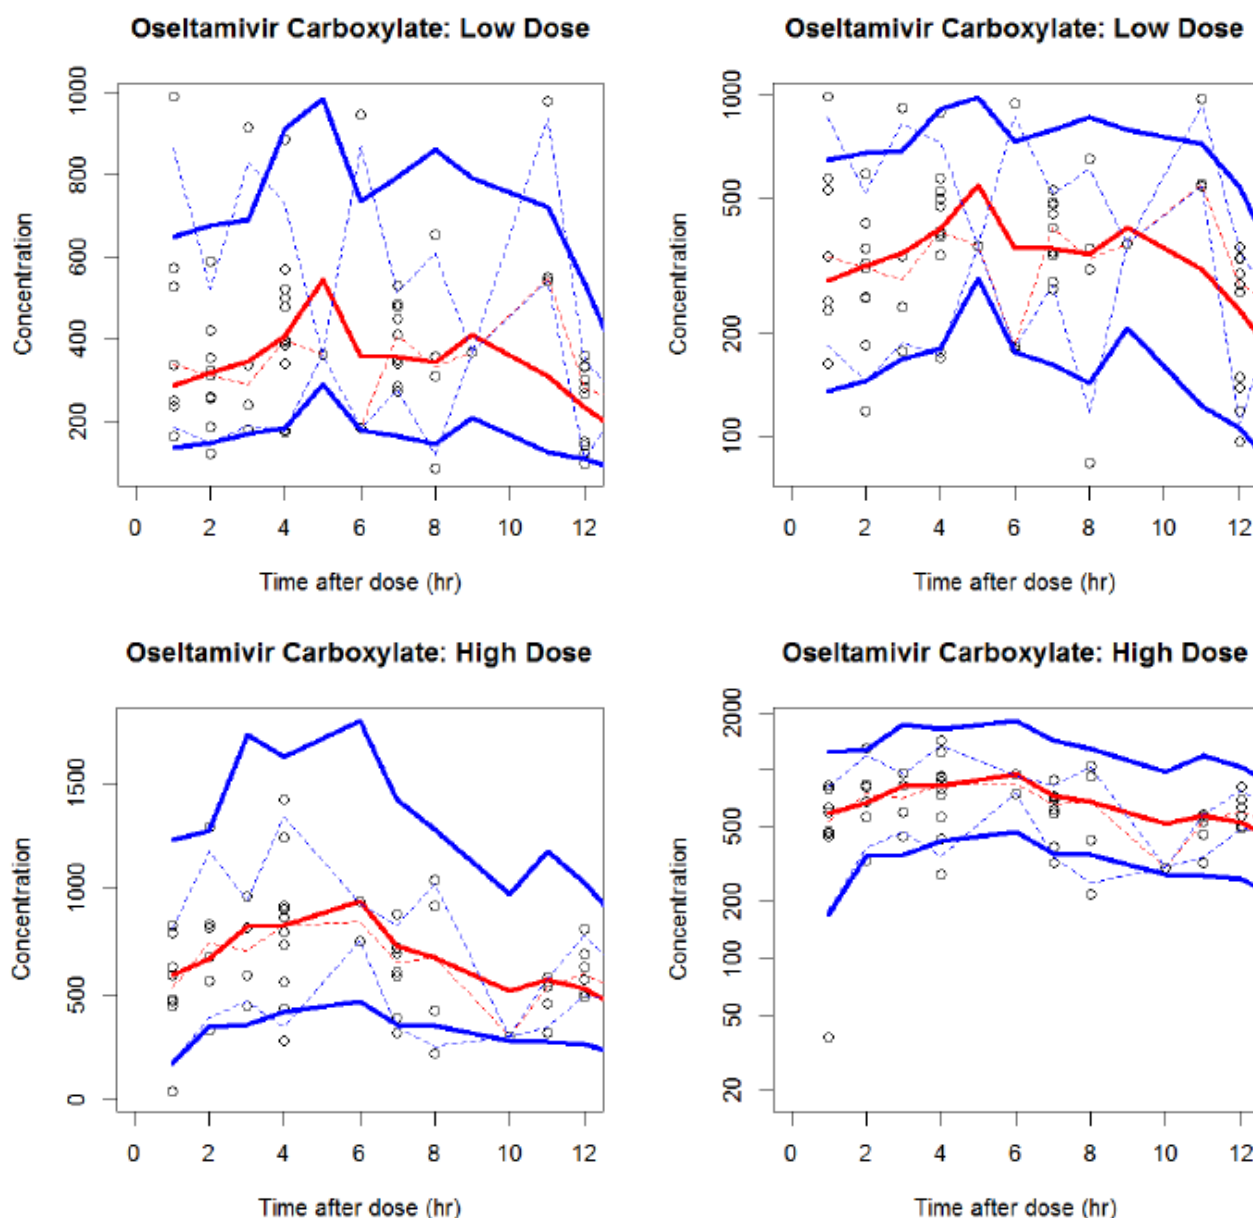 Oseltamivir Carboxylate: Low Dose
Concentration
1000
800
600
400
200
0 2 4 6 8 10 12
Time after dose (hr)
Oseltamivir Carboxylate: Low Dose
Concentration
1000
500
200
100
0 2 4 6 8 10 12
Time after dose (hr)
Oseltamivir Carboxylate: High Dose
Concentration
1500
1000
500
0
0 2 4 6 8 10 12
Time after dose (hr)
Oseltamivir Carboxylate: High Dose
Concentration
2000
500
200
100
50
20
0 2 4 6 8 10 12
Time after dose (hr)